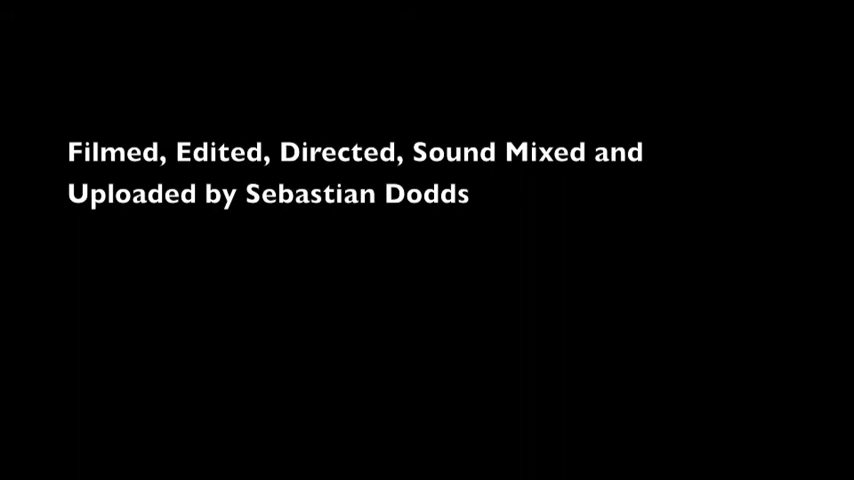 Filmed, Edited, Directed, Sound Mixed and
Uploaded by Sebastian Dodds